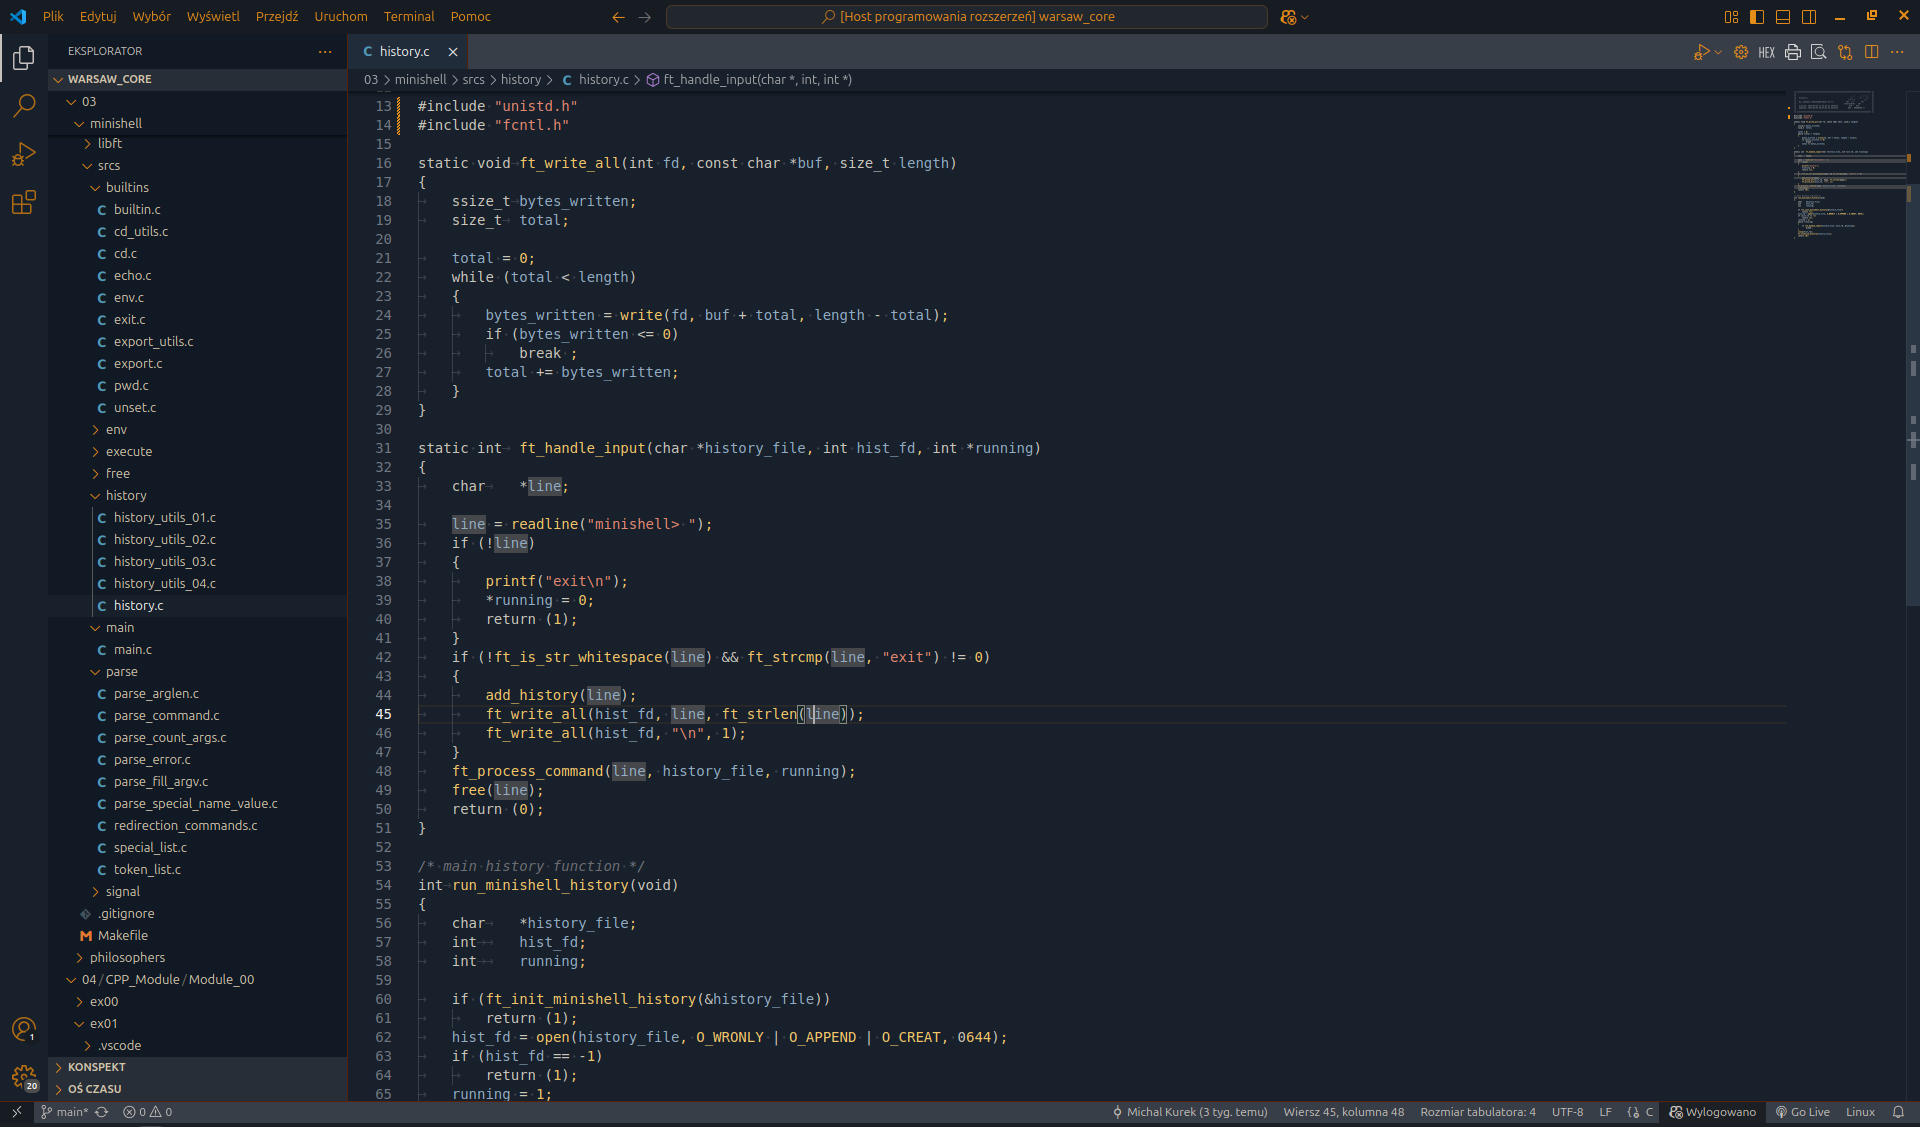 Plik Edytuj Wybór Wyświetl Przejdź Uruchom Terminal Pomoc
[Host programowania rozszerzeń] warsaw_core
EKSPLORATOR
WARSAW_CORE
03
minishell
libft
srcs
builtins
C builtin.c
C cd_utils.c
C cd.c
C echo.c
C env.c
C exit.c
C export_utils.c
C export.c
C pwd.c
C unset.c
env
execute
free
history
C history_utils_01.c
C history_utils_02.c
C history_utils_03.c
C history_utils_04.c
C history.c
main
C main.c
parse
C parse_arglen.c
C parse_command.c
C parse_count_args.c
C parse_error.c
C parse_fill_argv.c
C parse_special_name_value.c
C redirection_commands.c
C special_list.c
C token_list.c
signal
.gitignore
M Makefile
philosophers
04 / CPP_Module / Module_00
ex00
ex01
.vscode
KONSPEKT
OŚ CZASU
1
20
C history.c
HEX
03 > minishell > srcs > history > C history.c > ft_handle_input(char *, int, int *)
13 #include "unistd.h"
14 #include "fcntl.h"
15
16 static void ft_write_all(int fd, const char *buf, size_t length)
17 {
18 ssize_t bytes_written;
19 size_t total;
20
21 total = 0;
22 while (total < length)
23 {
24 bytes_written = write(fd, buf + total, length - total);
25 if (bytes_written <= 0)
26 break ;
27 total += bytes_written;
28 }
29 }
30
31 static int ft_handle_input(char *history_file, int hist_fd, int *running)
32 {
33 char *line;
34
35 line = readline("minishell> ");
36 if (!line)
37 {
38 printf("exit\n");
39 *running = 0;
40 return (1);
41 }
42 if (!ft_is_str_whitespace(line) && ft_strcmp(line, "exit") != 0)
43 {
44 add_history(line);
45 ft_write_all(hist_fd, line, ft_strlen(line));
46 ft_write_all(hist_fd, "\n", 1);
47 }
48 ft_process_command(line, history_file, running);
49 free(line);
50 return (0);
51 }
52
53 /* main history function */
54 int run_minishell_history(void)
55 {
56 char *history_file;
57 int hist_fd;
58 int running;
59
60 if (ft_init_minishell_history(&history_file))
61 return (1);
62 hist_fd = open(history_file, O_WRONLY | O_APPEND | O_CREAT, 0644);
63 if (hist_fd == -1)
64 return (1);
65 running = 1;
main* 0 0 Michal Kurek (3 tyg. temu) Wiersz 45, kolumna 48 Rozmiar tabulatora: 4 UTF-8 LF C Wylogowano Go Live Linux